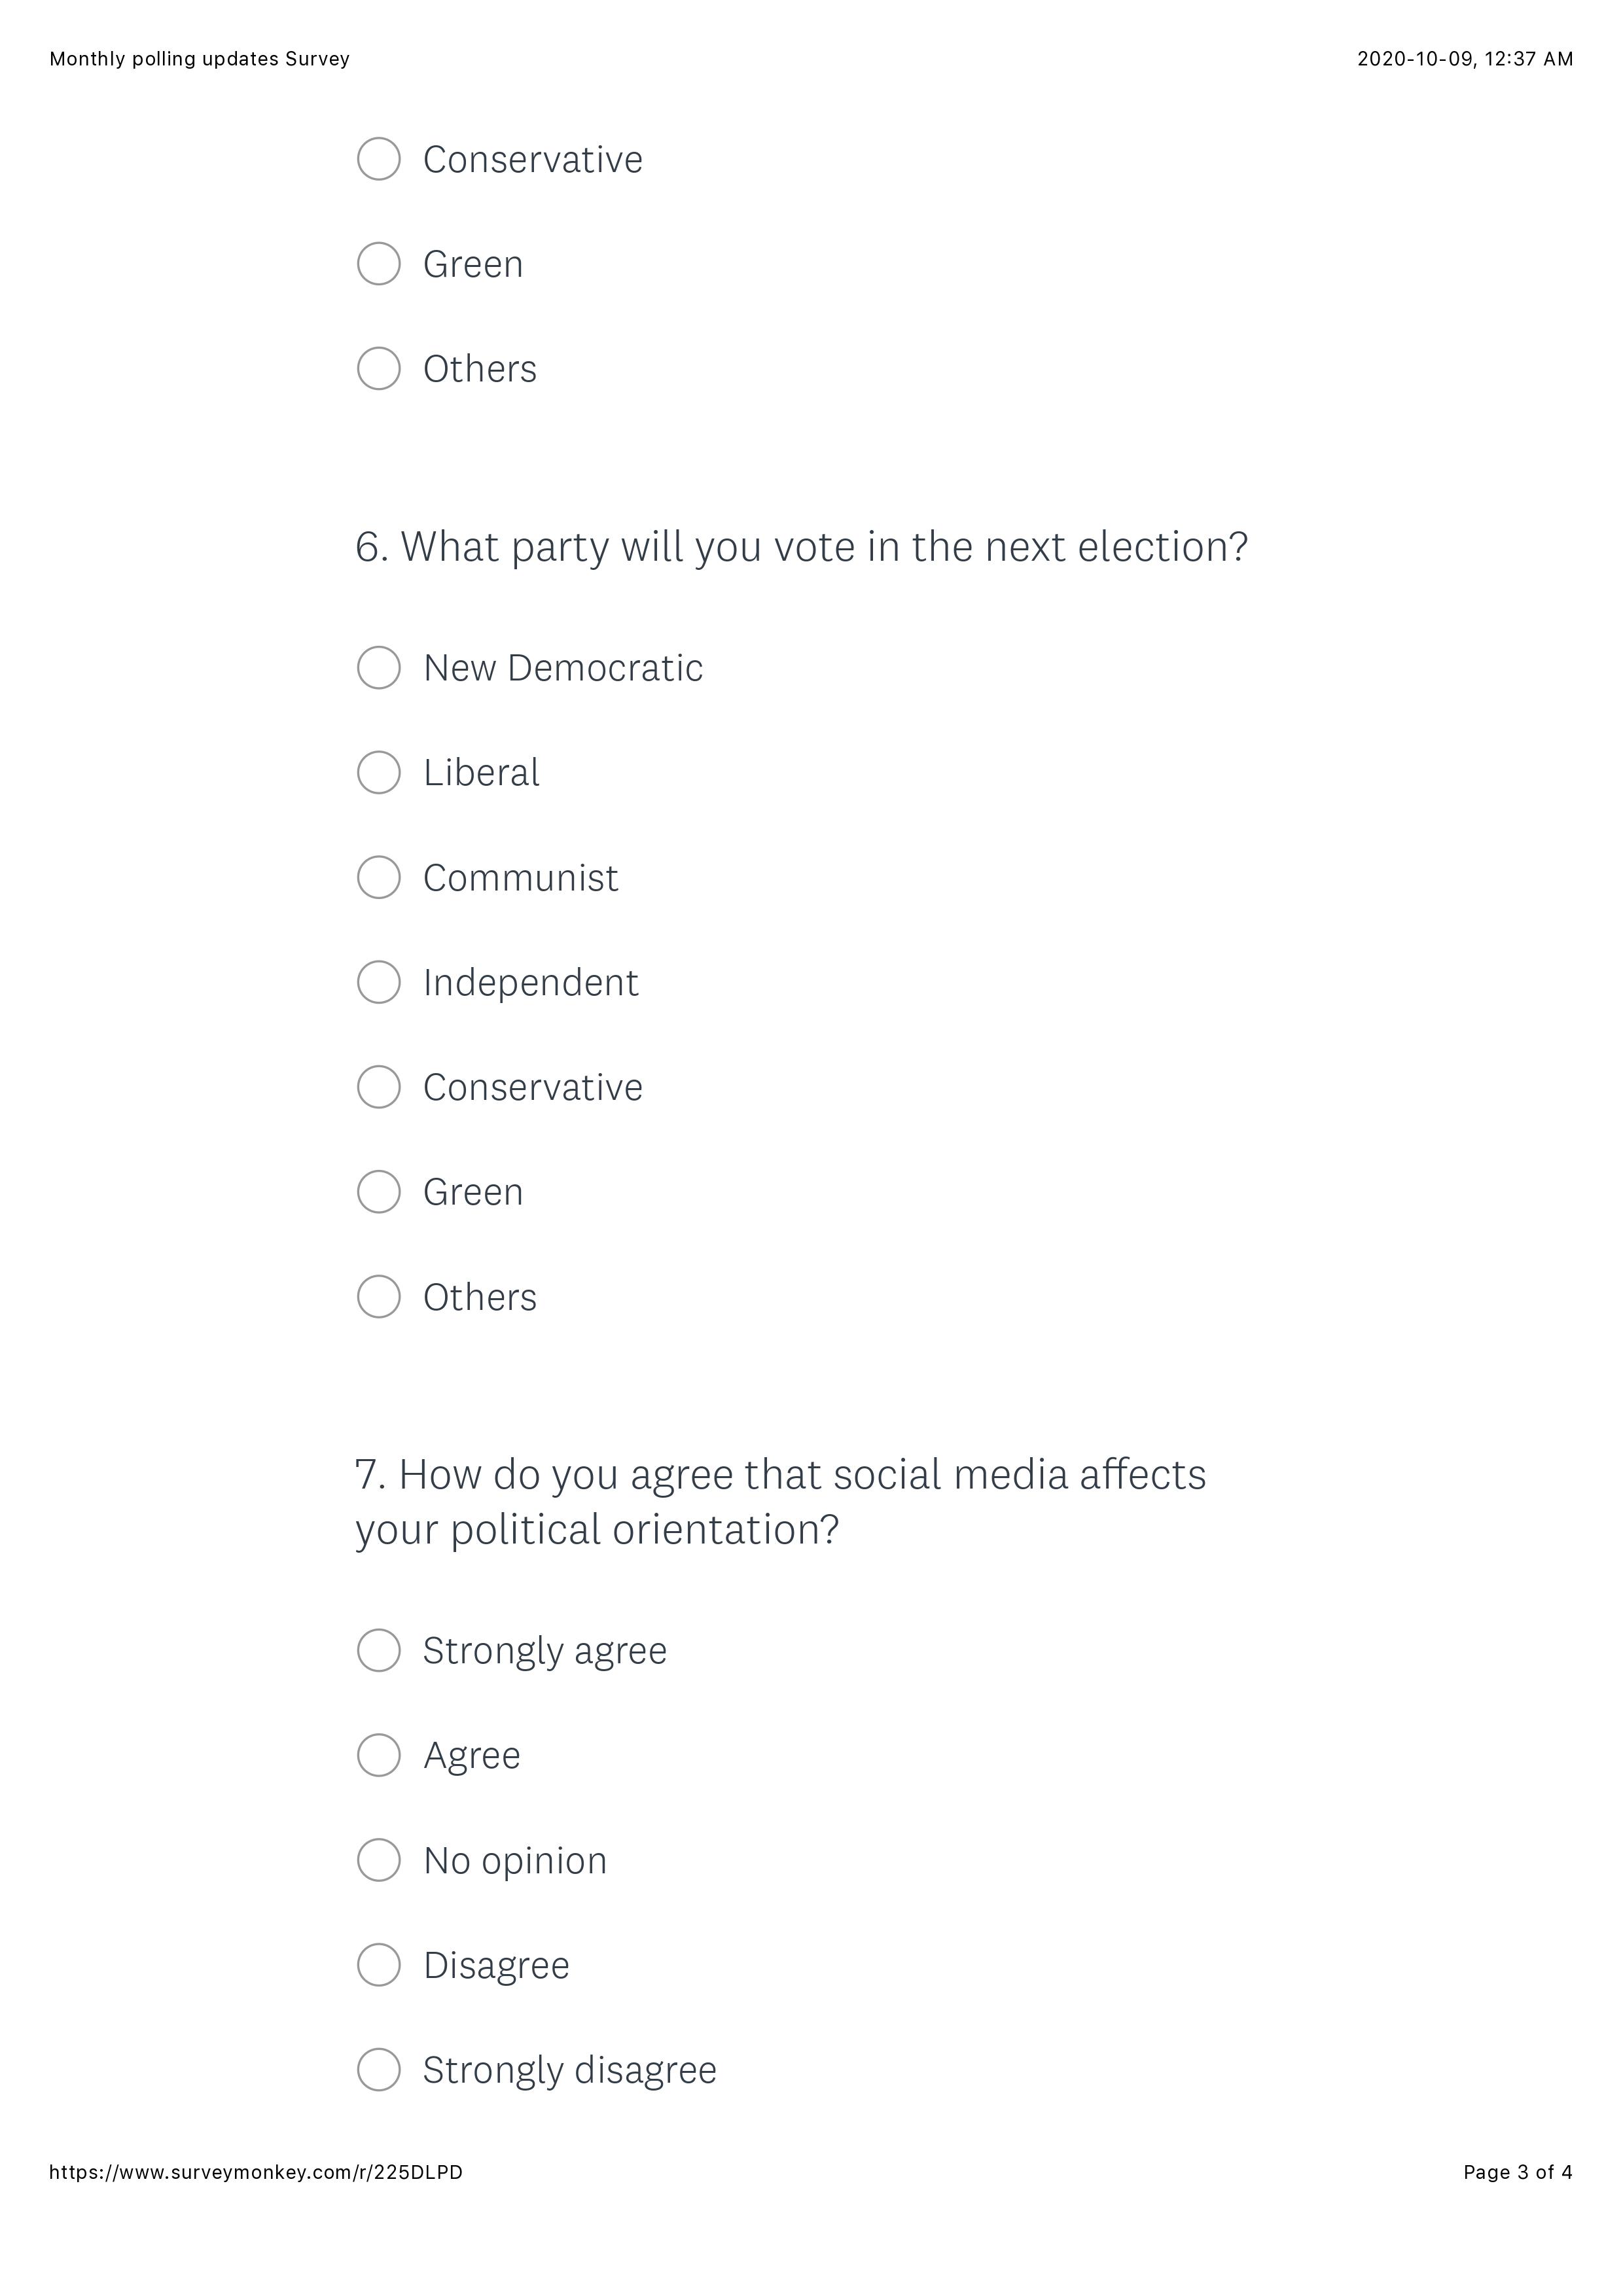 Monthly polling updates Survey 2020-10-09, 12:37 AM
Conservative
Green
Others
6. What party will you vote in the next election?
New Democratic
Liberal
Communist
Independent
Conservative
Green
Others
7. How do you agree that social media affects
your political orientation?
Strongly agree
Agree
No opinion
Disagree
Strongly disagree
https://www.surveymonkey.com/r/225DLPD Page 3 of 4